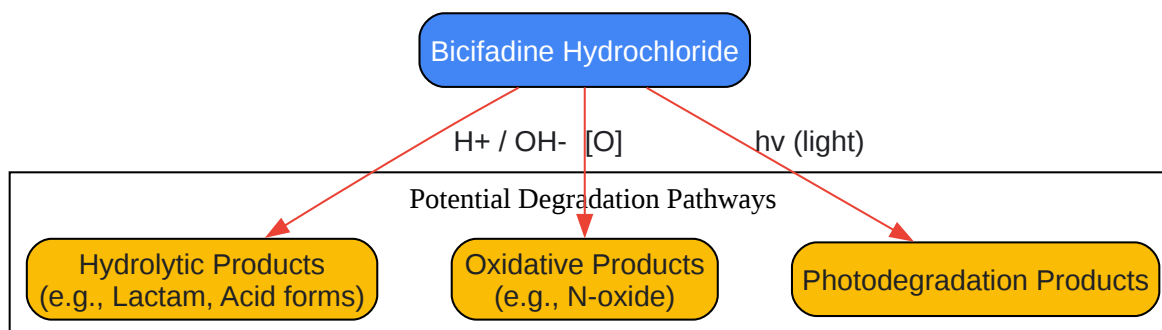 Bicifadine Hydrochloride
H+ / OH-
[O]
hv (light)
Potential Degradation Pathways
Hydrolytic Products
(e.g., Lactam, Acid forms)
Oxidative Products
(e.g., N-oxide)
Photodegradation Products